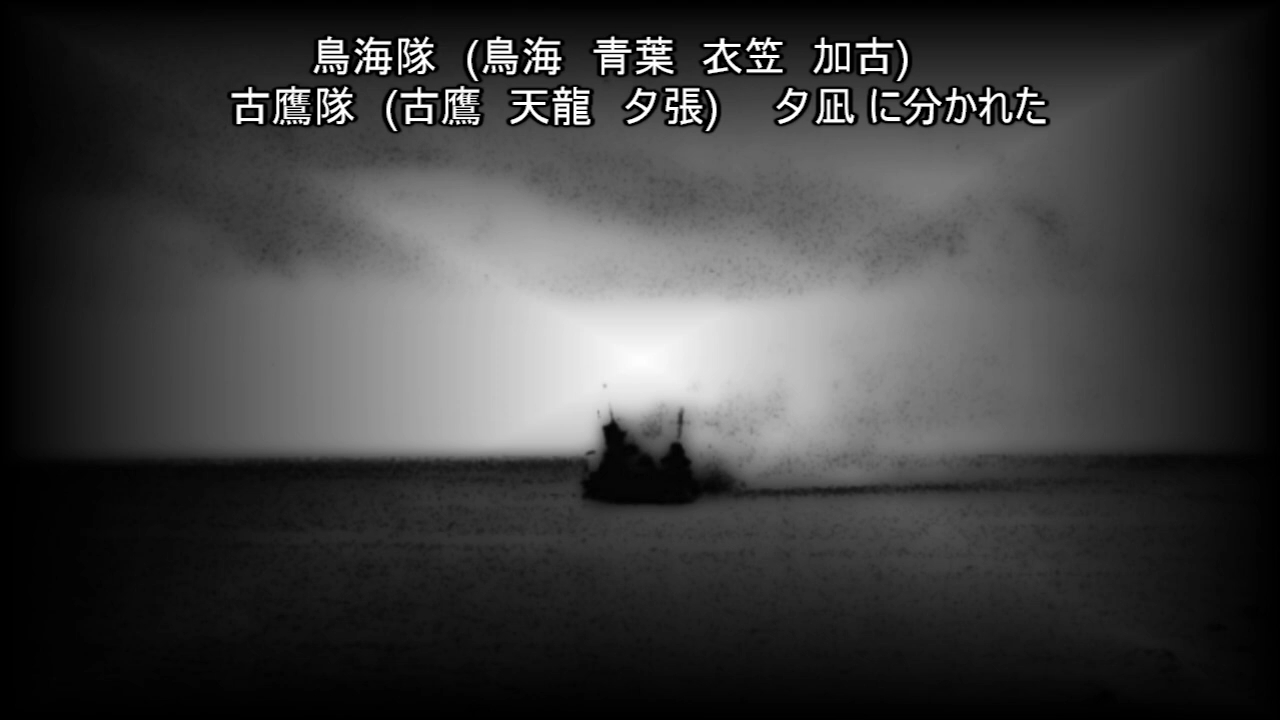 鳥海隊　(鳥海　青葉　衣笠　加古)
古鷹隊　(古鷹　天龍　夕張)　 夕凪 に分かれた